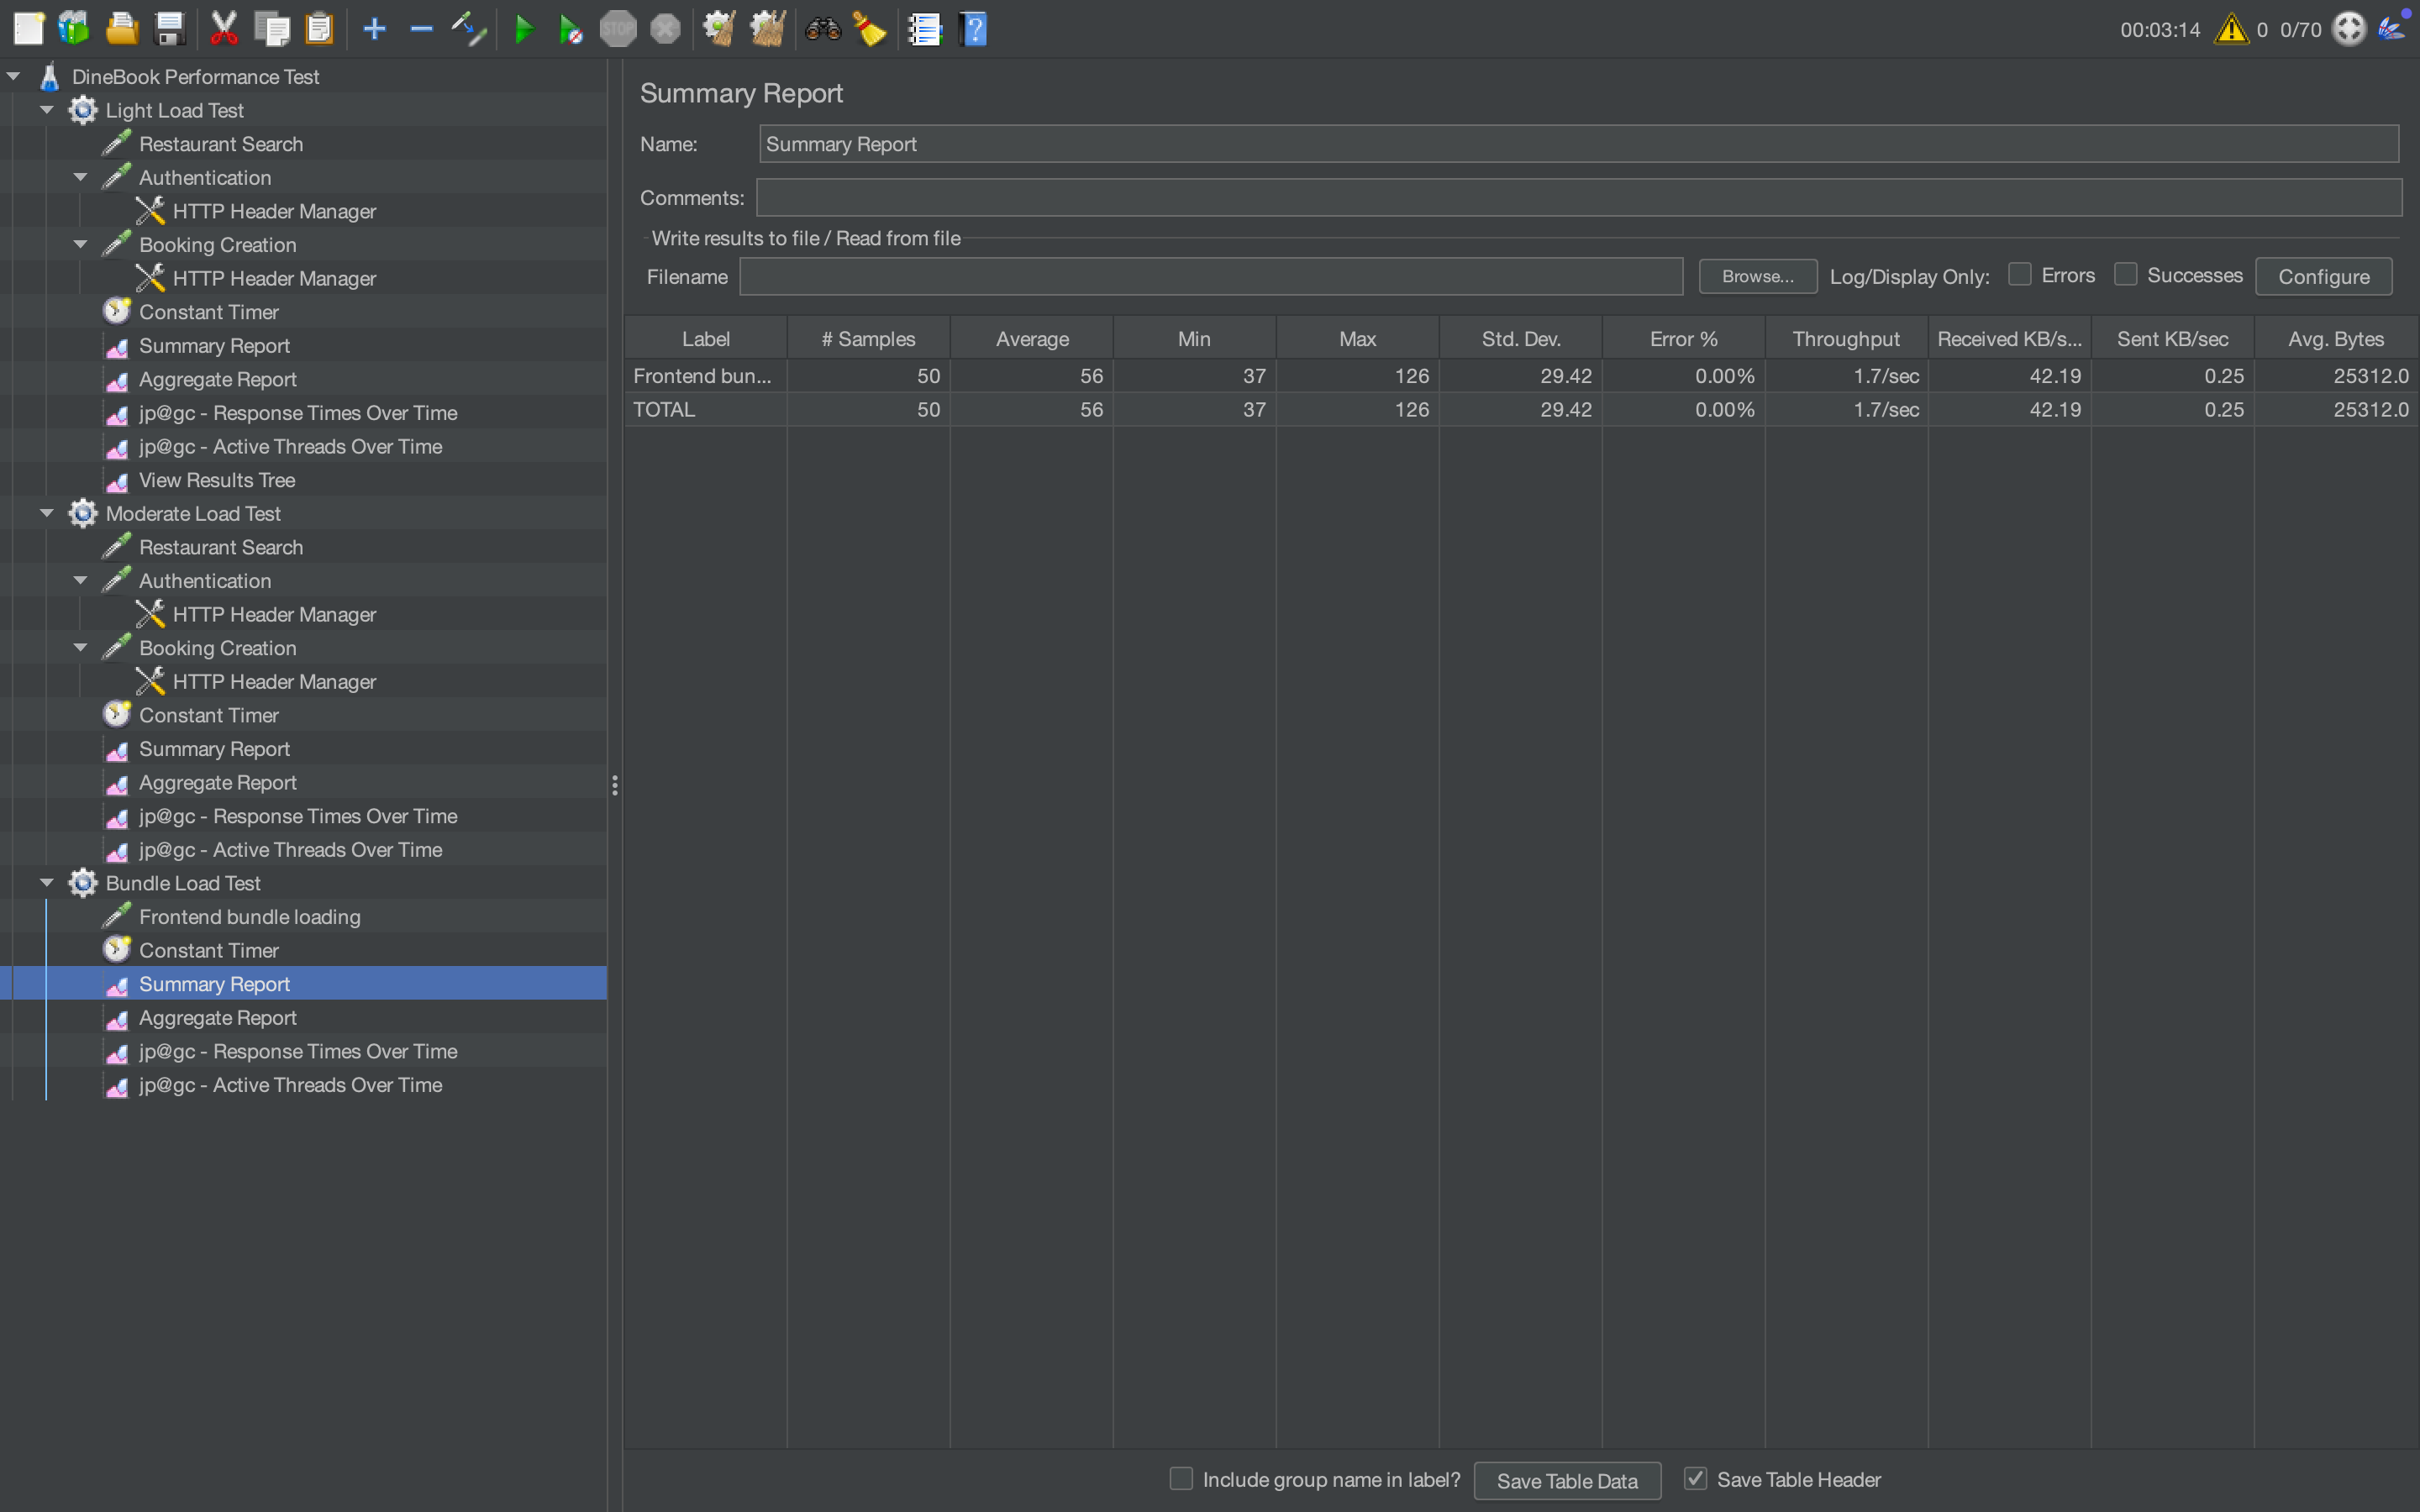 STOP
00:03:14 0 0/70
DineBook Performance Test
Light Load Test
Restaurant Search
Authentication
HTTP Header Manager
Booking Creation
HTTP Header Manager
Constant Timer
Summary Report
Aggregate Report
jp@gc - Response Times Over Time
jp@gc - Active Threads Over Time
View Results Tree
Moderate Load Test
Restaurant Search
Authentication
HTTP Header Manager
Booking Creation
HTTP Header Manager
Constant Timer
Summary Report
Aggregate Report
jp@gc - Response Times Over Time
jp@gc - Active Threads Over Time
Bundle Load Test
Frontend bundle loading
Constant Timer
Summary Report
Aggregate Report
jp@gc - Response Times Over Time
jp@gc - Active Threads Over Time
Summary Report
Name: Summary Report
Comments:
Write results to file / Read from file
Filename Browse... Log/Display Only: Errors Successes Configure
Label # Samples Average Min Max Std. Dev. Error % Throughput Received KB/s... Sent KB/sec Avg. Bytes
Frontend bun... 50 56 37 126 29.42 0.00% 1.7/sec 42.19 0.25 25312.0
TOTAL 50 56 37 126 29.42 0.00% 1.7/sec 42.19 0.25 25312.0
Include group name in label? Save Table Data Save Table Header